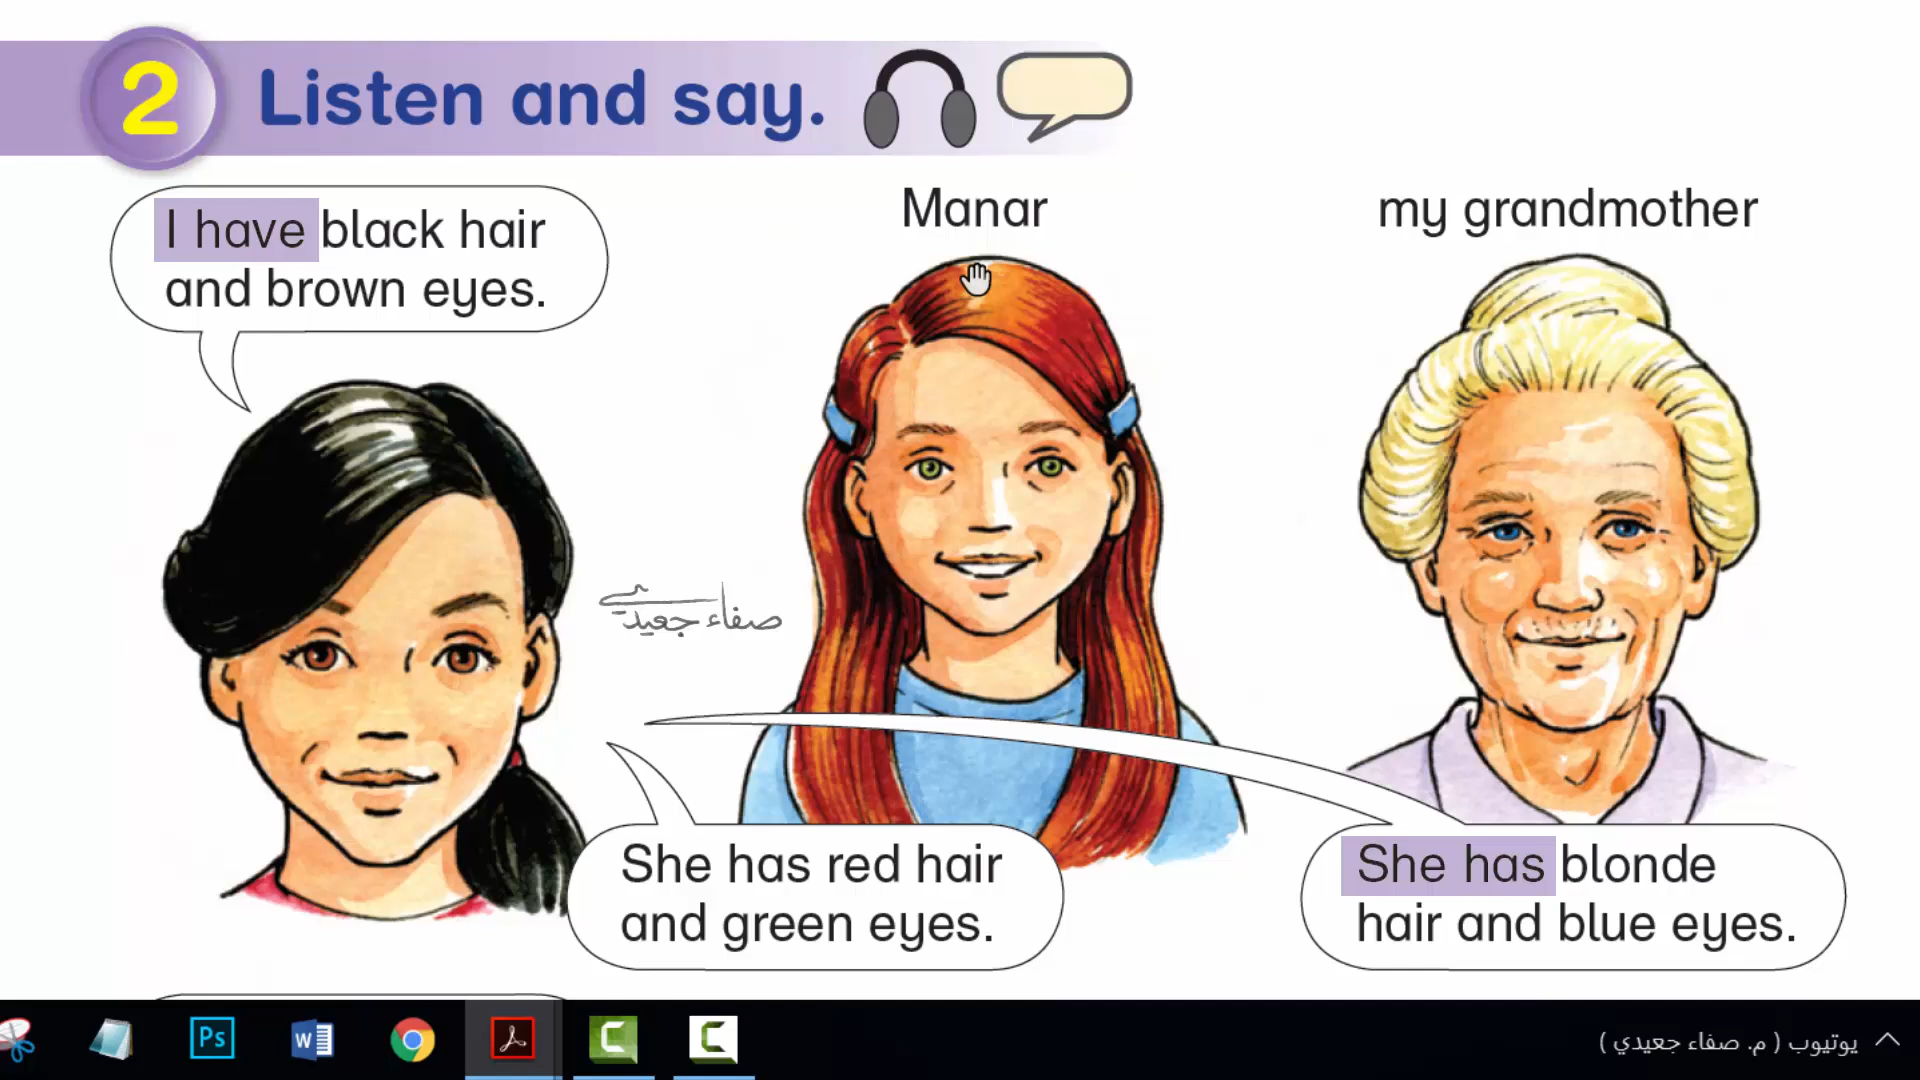 2 Listen and say.
I have black hair
and brown eyes.
Manar
my grandmother
صفاء جعيدي
She has red hair
and green eyes.
She has blonde
hair and blue eyes.
Ps
W
يوتيوب ( م. صفاء جعيدي )